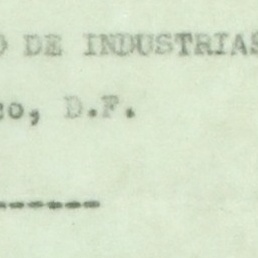 O DE INDUSTRIAS
co, D.F.
------